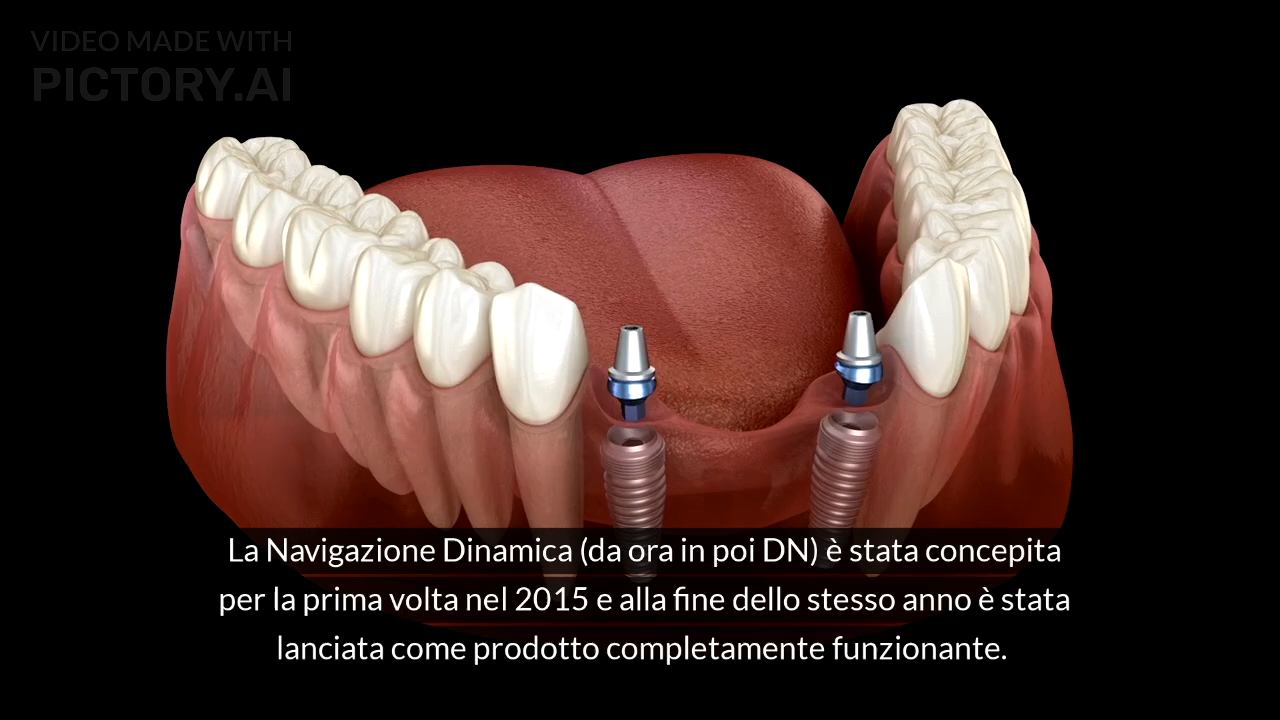 VIDEO MADE WITH
PICTORY.AI
La Navigazione Dinamica (da ora in poi DN) è stata concepita
per la prima volta nel 2015 e alla fine dello stesso anno è stata
lanciata come prodotto completamente funzionante.